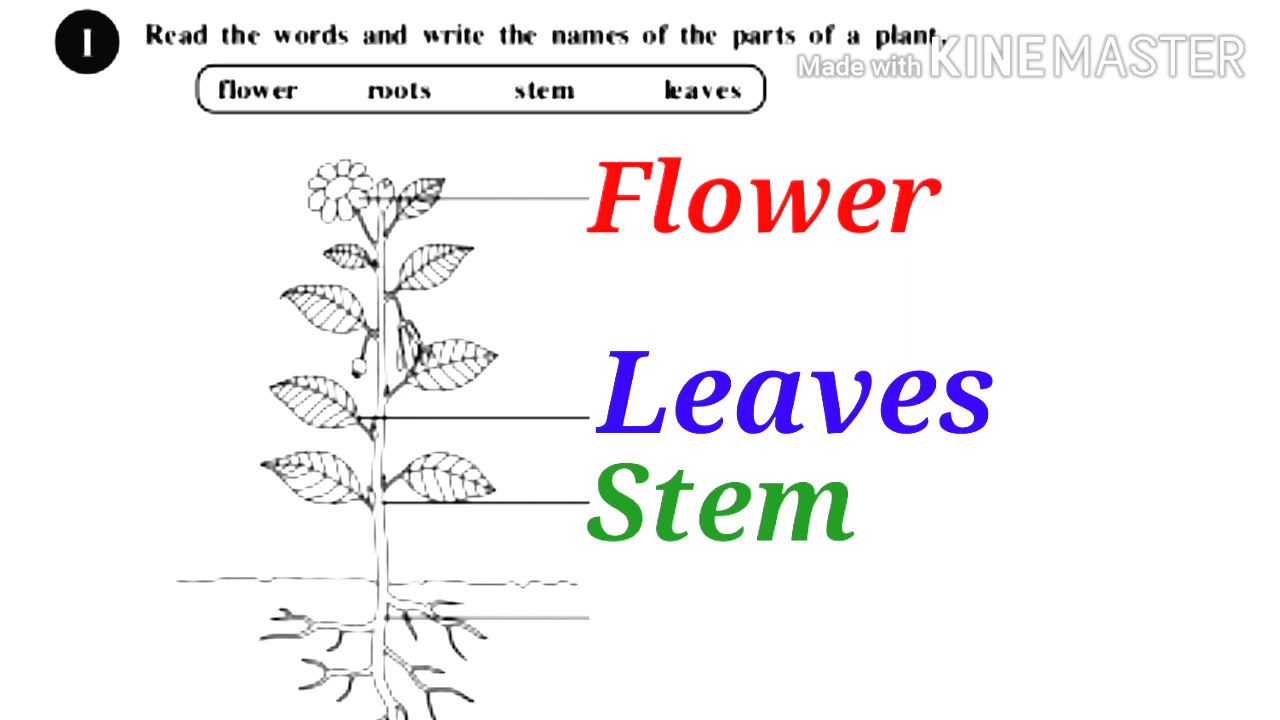 1 Read the words and write the names of the parts of a plant.
Made with KINEMASTER
flower roots stem leaves
Flower
Leaves
Stem